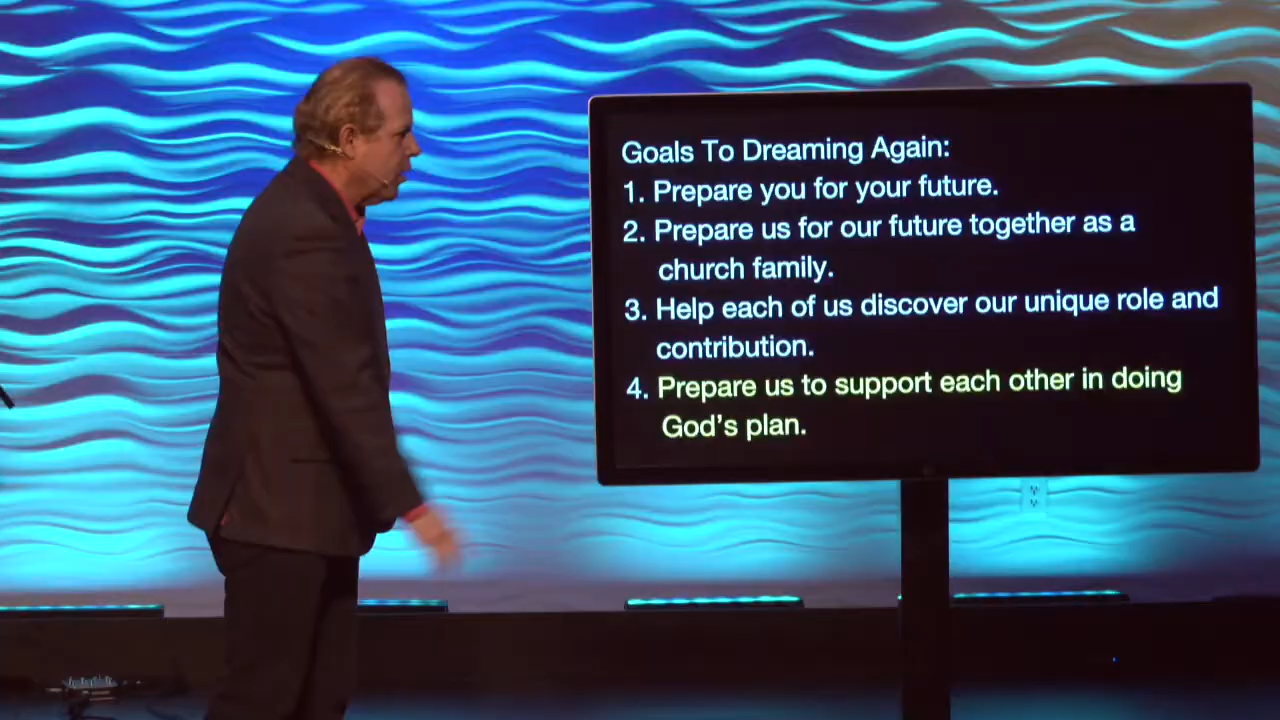 Goals To Dreaming Again:
1. Prepare you for your future.
2. Prepare us for our future together as a
church family.
3. Help each of us discover our unique role and
contribution.
4. Prepare us to support each other in doing
God's plan.